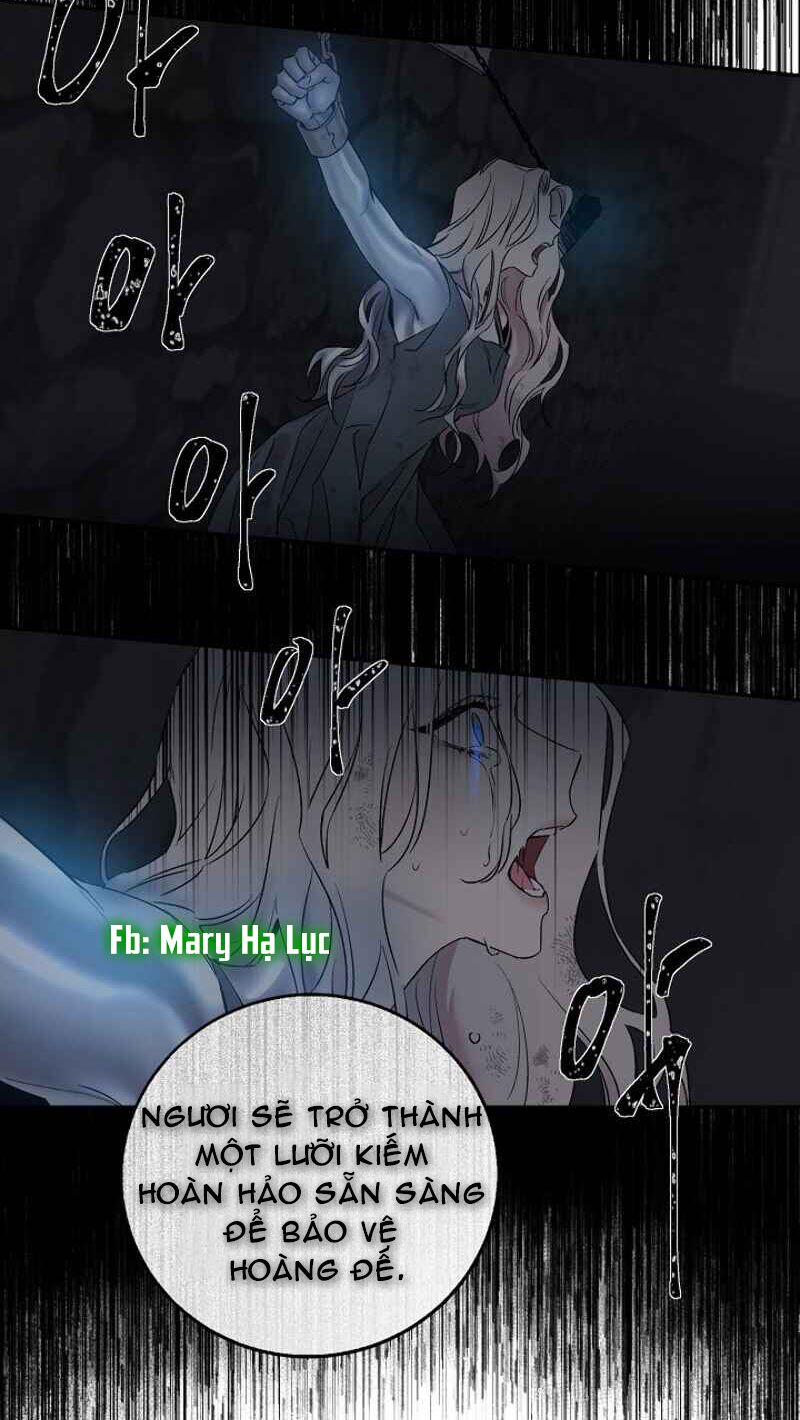 아
아
아
아
아
아
Fb: Mary Hạ Lục
NGƯƠI SẼ TRỞ THÀNH
MỘT LƯỠI KIẾM
HOÀN HẢO SẴN SÀNG
ĐỂ BẢO VỆ
HOÀNG ĐẾ.